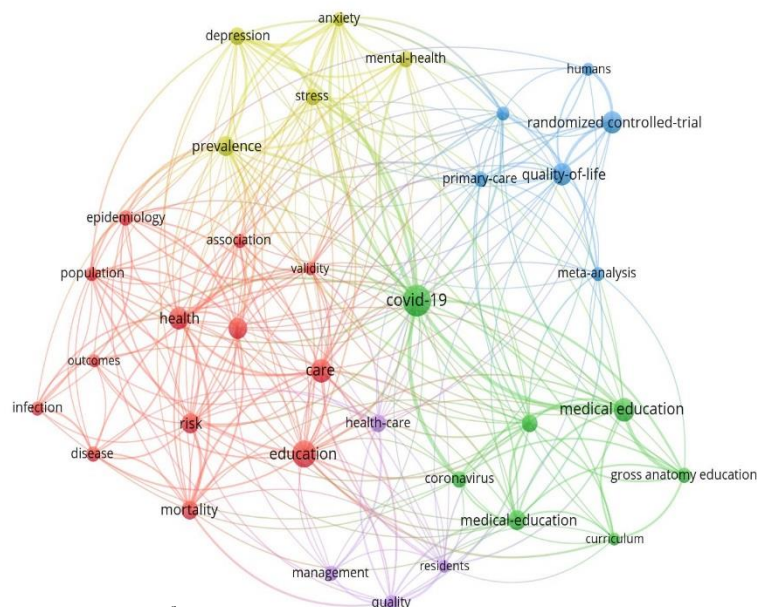 anxiety
depression
mental-health
humans
stress
randomized controlled-trial
prevalence
primary-care
quality-of-life
epidemiology
association
population
validity
meta-analysis
covid-19
health
outcomes
care
infection
medical education
risk
health-care
disease
education
coronavirus
gross anatomy education
mortality
medical-education
curriculum
management
residents
quality